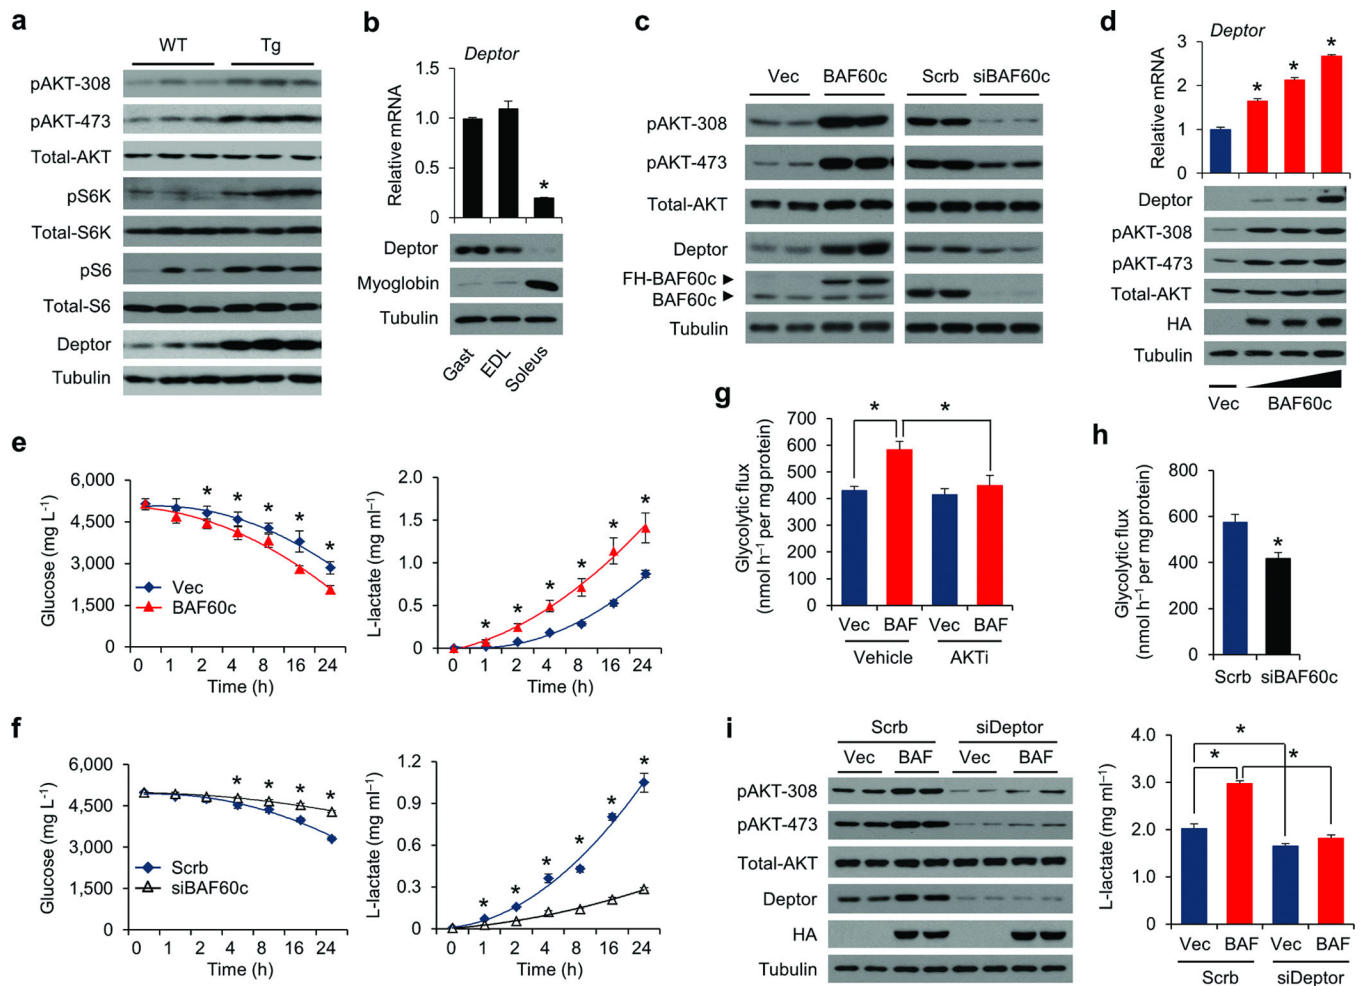 a
WT Tg
pAKT-308
pAKT-473
Total-AKT
pS6K
Total-S6K
pS6
Total-S6
Deptor
Tubulin
b
Deptor
Relative mRNA
1.5
1.0
0.5
0
*
Deptor
Myoglobin
Tubulin
Gast EDL Soleus
c
Vec BAF60c Scrb siBAF60c
pAKT-308
pAKT-473
Total-AKT
Deptor
FH-BAF60c
BAF60c
Tubulin
d
Deptor
Relative mRNA
3
2
1
0
* * *
Deptor
pAKT-308
pAKT-473
Total-AKT
HA
Tubulin
Vec BAF60c
e
Glucose (mg L−1)
6,000
4,500
3,000
1,500
0
* * * * *
Vec
BAF60c
0 1 2 4 8 16 24
Time (h)
L-lactate (mg ml−1)
2.0
1.5
1.0
0.5
0
* * * * * *
0 1 2 4 8 16 24
Time (h)
f
Glucose (mg L−1)
6,000
4,500
3,000
1,500
0
* * * *
Scrb
siBAF60c
0 1 2 4 8 16 24
Time (h)
L-lactate (mg ml−1)
1.2
0.9
0.6
0.3
0
* * * * * *
0 1 2 4 8 16 24
Time (h)
g
Glycolytic flux
(nmol h−1 per mg protein)
700
600
500
400
300
200
100
0
* *
Vec BAF Vec BAF
Vehicle AKTi
h
Glycolytic flux
(nmol h−1 per mg protein)
800
600
400
200
0
*
Scrb siBAF60c
i
Scrb siDeptor
Vec BAF Vec BAF
pAKT-308
pAKT-473
Total-AKT
Deptor
HA
Tubulin
L-lactate (mg ml−1)
4.0
3.0
2.0
1.0
0
* * *
Vec BAF Vec BAF
Scrb siDeptor